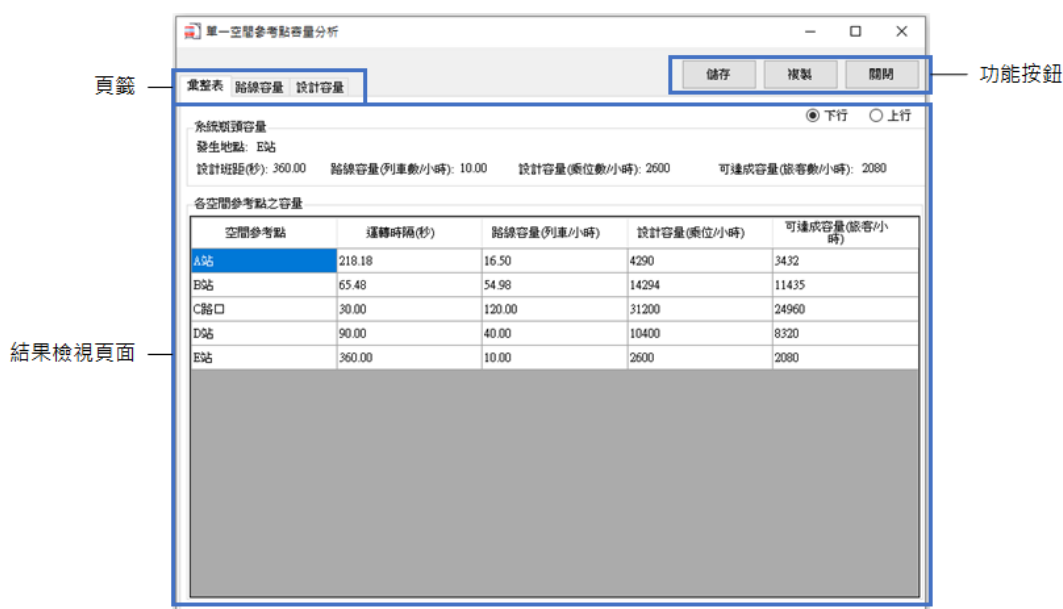 單一空間參考點容量分析
儲存 複製 關閉
功能按鈕
頁籤
彙整表 路線容量 設計容量
下行 上行
系統瓶頸容量
發生地點: E站
設計班距(秒): 360.00 路線容量(列車數/小時): 10.00 設計容量(乘位數/小時): 2600 可達成容量(旅客數/小時): 2080
各空間參考點之容量
空間參考點 運轉時隔(秒) 路線容量(列車/小時) 設計容量(乘位/小時) 可達成容量(旅客/小
時)
A站 218.18 16.50 4290 3432
B站 65.48 54.98 14294 11435
C路口 30.00 120.00 31200 24960
D站 90.00 40.00 10400 8320
E站 360.00 10.00 2600 2080
結果檢視頁面